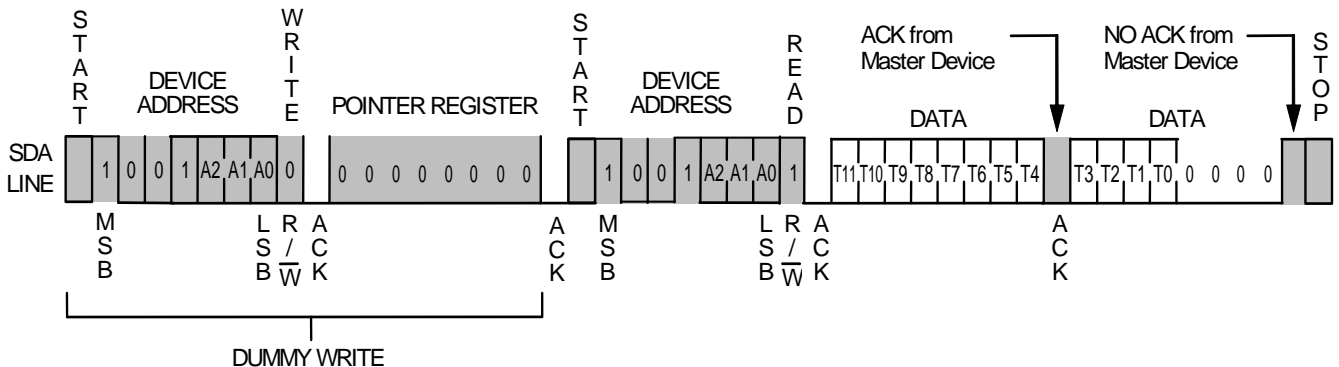 START
WRITE
START
READ
ACK from
Master Device
NO ACK from
Master Device
STOP
DEVICE
ADDRESS
POINTER REGISTER
DEVICE
ADDRESS
DATA
DATA
SDA
LINE
1 0 0 1 A2 A1 A0 0
0 0 0 0 0 0 0 0
1 0 0 1 A2 A1 A0 1
T11 T10 T9 T8 T7 T6 T5 T4
T3 T2 T1 T0 0 0 0 0
MSB
LSB
R/W
ACK
ACK
MSB
LSB
R/W
ACK
ACK
DUMMY WRITE